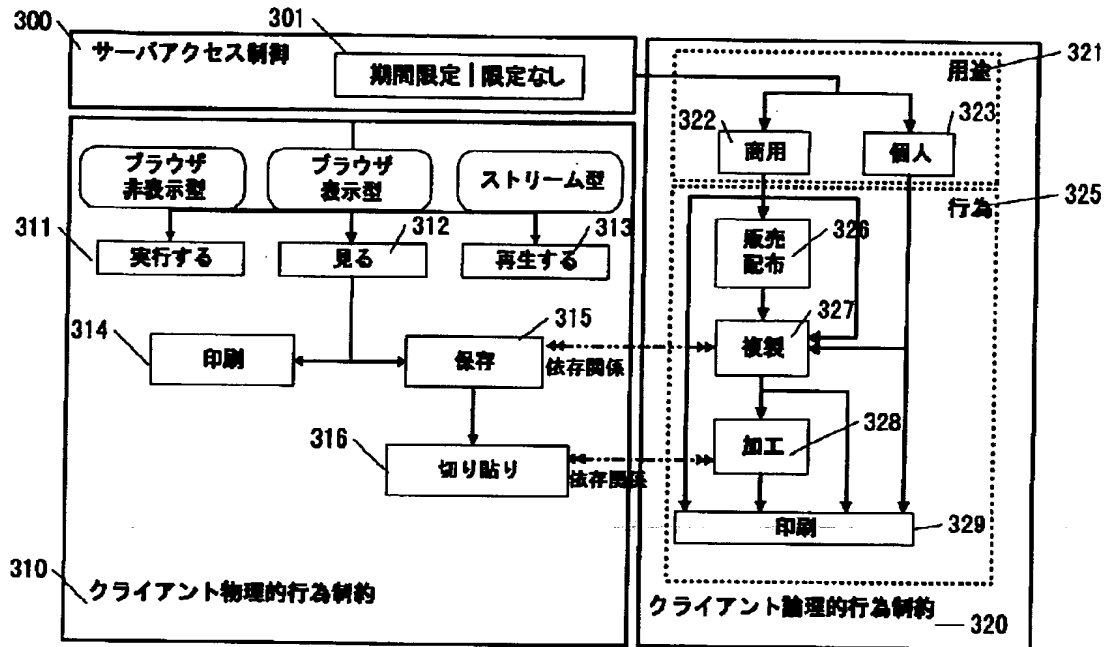 300
サーバアクセス制御
301
期間限定|限定なし
321
用途
322
商用
323
個人
ブラウザ
非表示型
ブラウザ
表示型
ストリーム型
311
実行する
312
見る
313
再生する
325
行為
販売
配布
326
314
印刷
315
保存
依存関係
複製
327
316
切り貼り
依存関係
加工
328
印刷
329
310
クライアント物理的行為制約
クライアント論理的行為制約
320